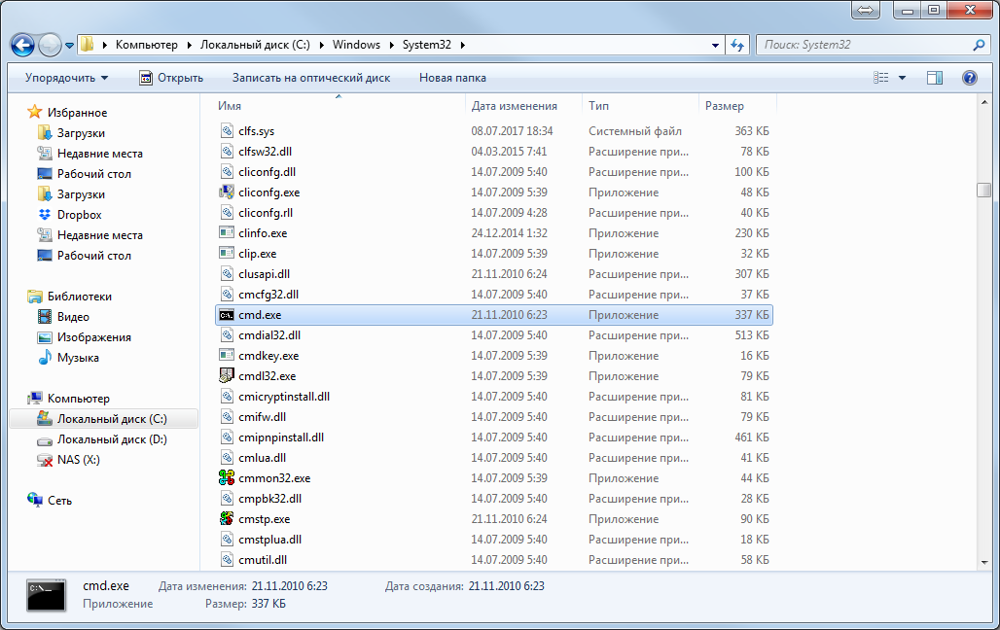 Компьютер Локальный диск (C:) Windows System32 Поиск: System32
Упорядочить Открыть Записать на оптический диск Новая папка
Избранное
Загрузки
Недавние места
Рабочий стол
Загрузки
Dropbox
Недавние места
Рабочий стол
Библиотеки
Видео
Изображения
Музыка
Компьютер
Локальный диск (C:)
Локальный диск (D:)
NAS (X:)
Сеть
Имя Дата изменения Тип Размер
clfs.sys 08.07.2017 18:34 Системный файл 363 КБ
clfsw32.dll 04.03.2015 7:41 Расширение при... 78 КБ
cliconfg.dll 14.07.2009 5:40 Расширение при... 100 КБ
cliconfg.exe 14.07.2009 5:39 Приложение 48 КБ
cliconfg.rll 14.07.2009 4:28 Расширение при... 40 КБ
clinfo.exe 24.12.2014 1:32 Приложение 230 КБ
clip.exe 14.07.2009 5:39 Приложение 32 КБ
clusapi.dll 21.11.2010 6:24 Расширение при... 307 КБ
cmcfg32.dll 14.07.2009 5:40 Расширение при... 37 КБ
cmd.exe 21.11.2010 6:23 Приложение 337 КБ
cmdial32.dll 14.07.2009 5:40 Расширение при... 513 КБ
cmdkey.exe 14.07.2009 5:39 Приложение 16 КБ
cmdl32.exe 14.07.2009 5:39 Приложение 79 КБ
cmicryptinstall.dll 14.07.2009 5:40 Расширение при... 81 КБ
cmifw.dll 14.07.2009 5:40 Расширение при... 79 КБ
cmipnpinstall.dll 14.07.2009 5:40 Расширение при... 461 КБ
cmlua.dll 14.07.2009 5:40 Расширение при... 41 КБ
cmmon32.exe 14.07.2009 5:39 Приложение 44 КБ
cmpbk32.dll 14.07.2009 5:40 Расширение при... 28 КБ
cmstp.exe 21.11.2010 6:24 Приложение 90 КБ
cmstplua.dll 14.07.2009 5:40 Расширение при... 18 КБ
cmutil.dll 14.07.2009 5:40 Расширение при... 58 КБ
cmd.exe Дата изменения: 21.11.2010 6:23 Дата создания: 21.11.2010 6:23
Приложение Размер: 337 КБ